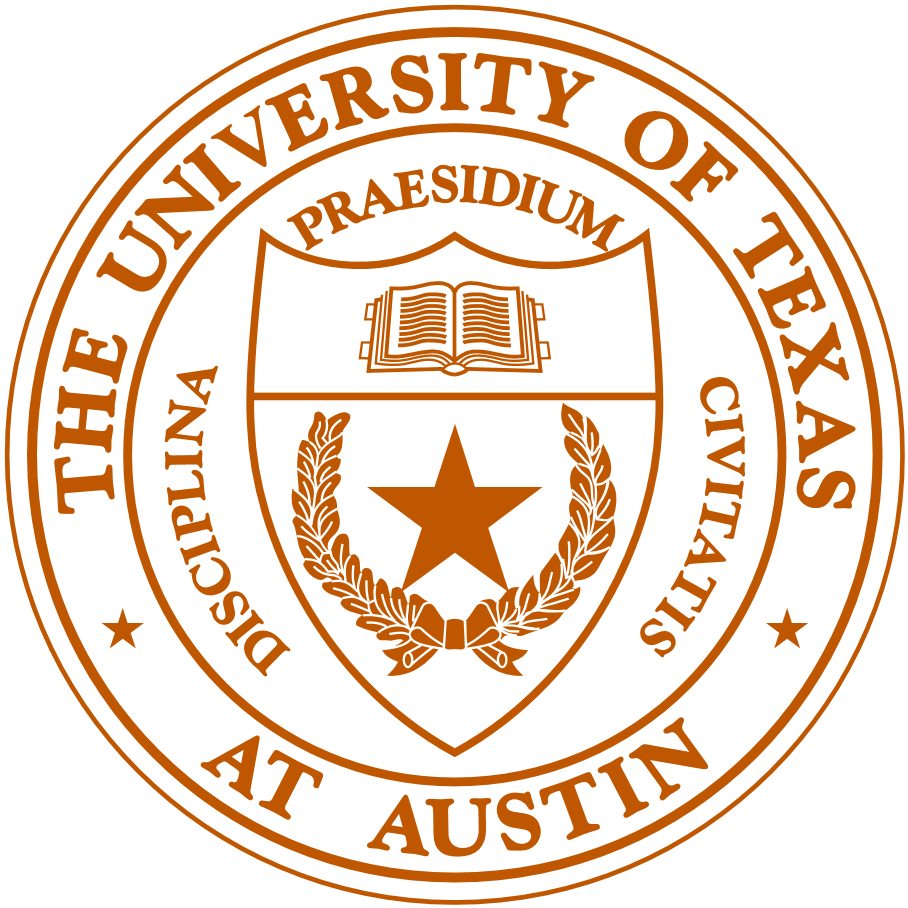 THE UNIVERSITY OF TEXAS
AT AUSTIN
DISCIPLINA
PRAESIDIUM
CIVITATIS